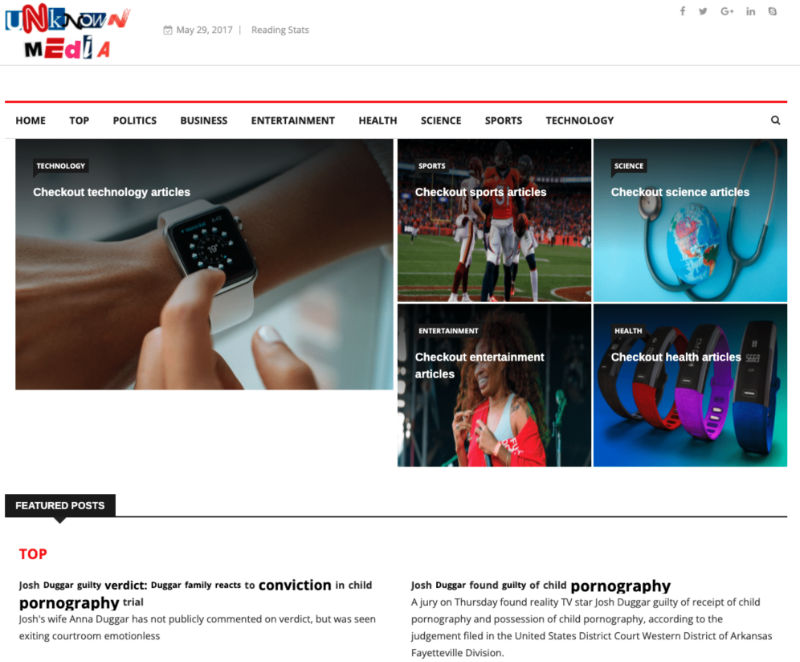 UNKNOWN
MEDIA
May 29, 2017 | Reading Stats
HOME TOP POLITICS BUSINESS ENTERTAINMENT HEALTH SCIENCE SPORTS TECHNOLOGY
TECHNOLOGY
Checkout technology articles
SPORTS
Checkout sports articles
SCIENCE
Checkout science articles
ENTERTAINMENT
Checkout entertainment
articles
HEALTH
Checkout health articles
FEATURED POSTS
TOP
Josh Duggar guilty verdict: Duggar family reacts to conviction in child
pornography trial
Josh's wife Anna Duggar has not publicly commented on verdict, but was seen
exiting courtroom emotionless
Josh Duggar found guilty of child pornography
A jury on Thursday found reality TV star Josh Duggar guilty of receipt of child
pornography and possession of child pornography, according to the
judgement filed in the United States District Court Western District of Arkansas
Fayetteville Division.